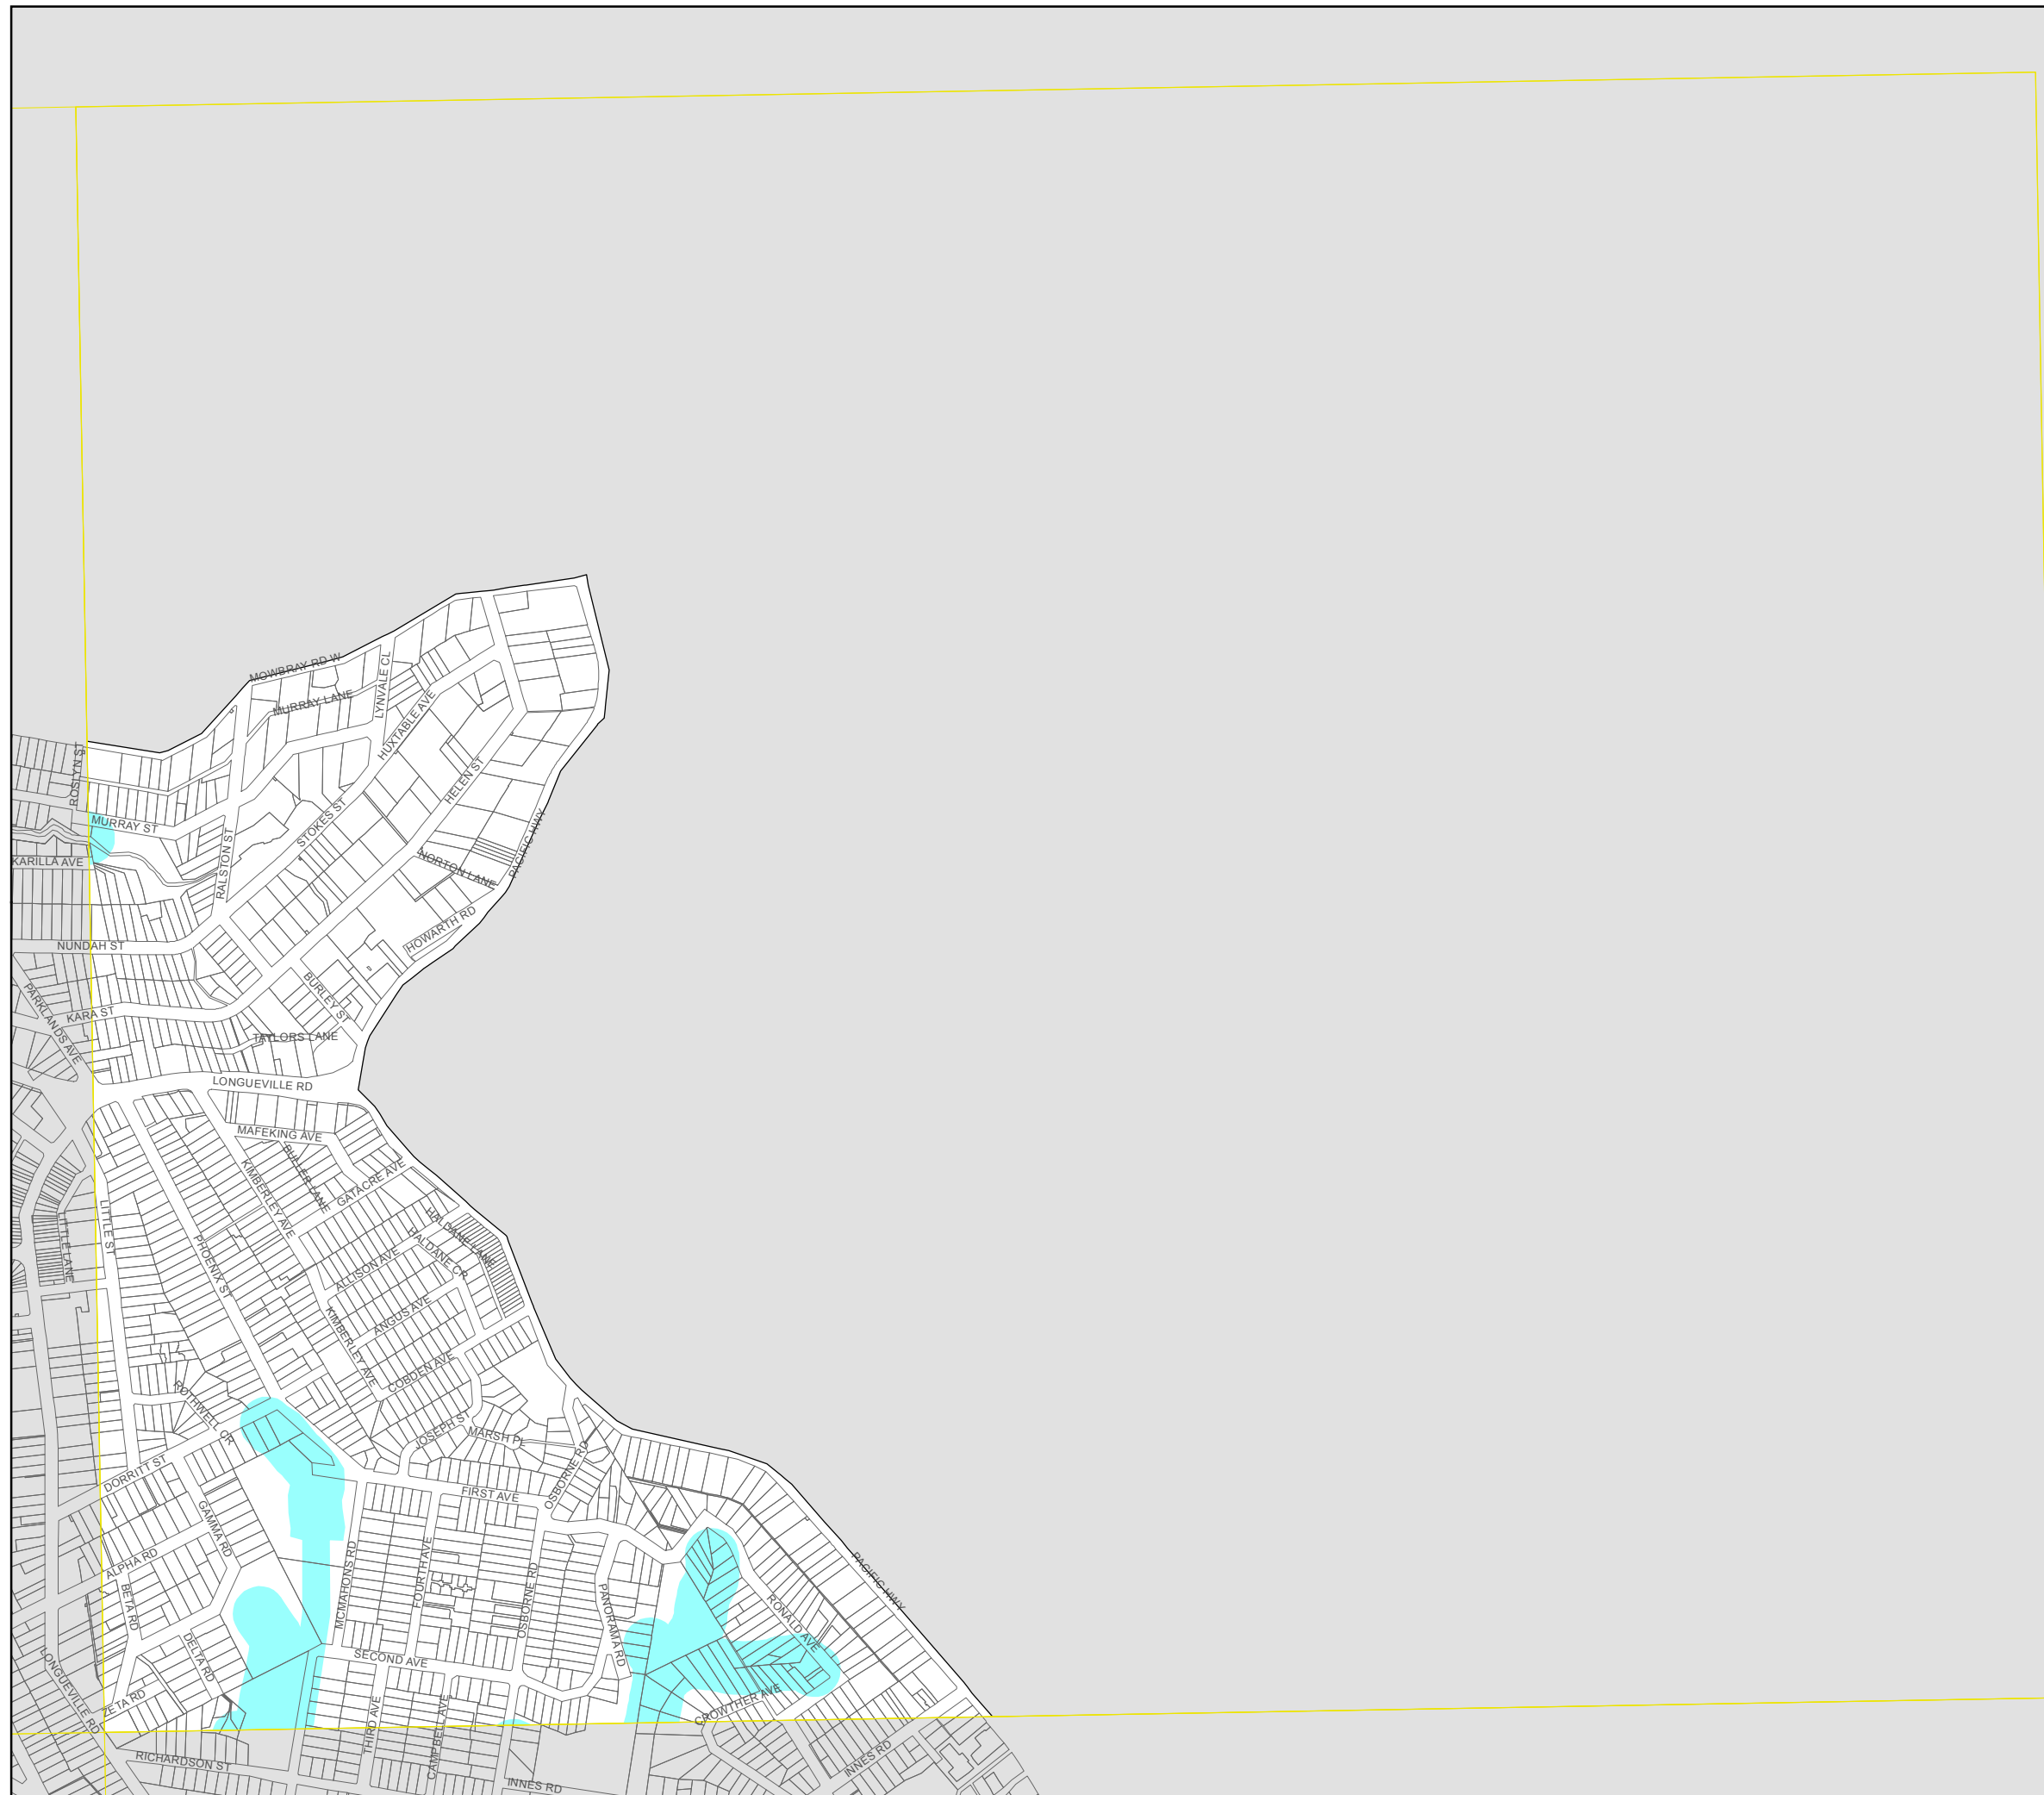 MOWBRAY RD W
LYNVALE CL
MURRAY LANE
HUXTABLE AVE
ROSLYN ST
HELEN ST
MURRAY ST
STOKES ST
PACIFIC HWY
KARILLA AVE
RALSTON ST
NORTON LANE
HOWARTH RD
NUNDAH ST
BURLEY ST
PARKLANDS AVE
KARA ST
TAYLORS LANE
LONGUEVILLE RD
MAFEKING AVE
BULLER LANE
KIMBERLEY AVE
GATACRE AVE
LITTLE ST
LITTLE LANE
HALDANE LANE
HALDANE CR
PHOENIX ST
ALLISON AVE
ANGUS AVE
KIMBERLEY AVE
COBDEN AVE
ROTHWELL CR
JOSEPH ST
MARSH PL
OSBORNE RD
DORRITT ST
FIRST AVE
GAMMA RD
ALPHA RD
MCMAHONS RD
FOURTH AVE
OSBORNE RD
PACIFIC HWY
BETA RD
PANORAMA RD
RONALD AVE
DELTA RD
SECOND AVE
LONGUEVILLE RD
ZETA RD
THIRD AVE
CAMPBELL AVE
CROWTHER AVE
RICHARDSON ST
INNES RD
INNES RD